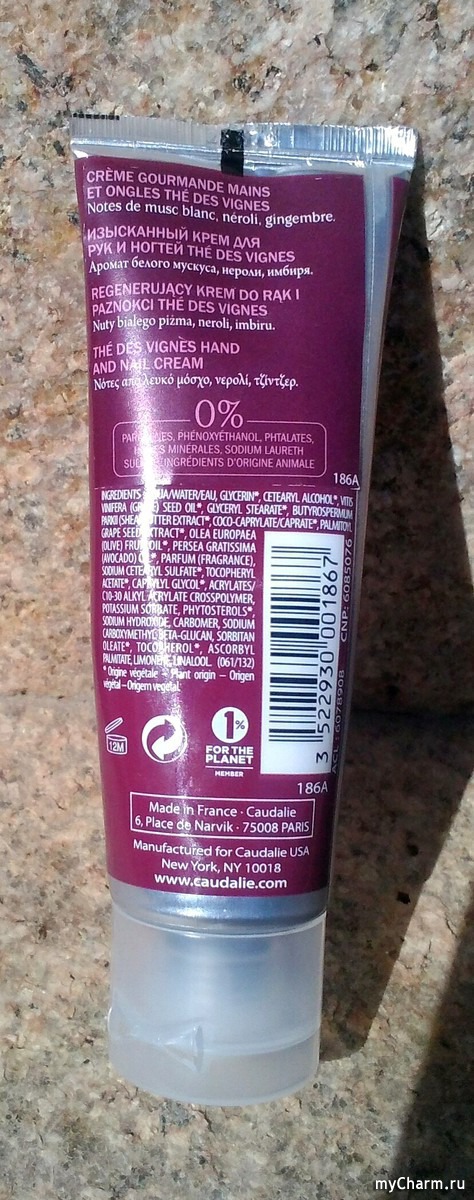 CRÈME GOURMANDE MAINS
ET ONGLES THÉ DES VIGNES
Notes de musc blanc, néroli, gingembre.
ИЗЫСКАННЫЙ КРЕМ ДЛЯ
РУК И НОГТЕЙ THÉ DES VIGNES
Аромат белого мускуса, нероли, имбиря.
REGENERUJĄCY KREM DO RĄK I
PAZNOKCI THÉ DES VIGNES
Nuty białego piżma, neroli, imbiru.
THÉ DES VIGNES HAND
AND NAIL CREAM
Νότες από λευκό μόσχο, νερολί, τζίντζερ.
0%
PHÉNOXYÉTHANOL, PHTALATES,
MINÉRALES, SODIUM LAURETH
INGRÉDIENTS D'ORIGINE ANIMALE
186A
INGREDIENTS /WATER/EAU, GLYCERIN*, CETEARYL ALCOHOL*, VITIS
VINIFERA SEED OIL*, GLYCERYL STEARATE*, BUTYROSPERMUM
PARKII EXTRACT*, COCO-CAPRYLATE/CAPRATE*, PALMITOYL
GRAPE SEED EXTRACT*, OLEA EUROPAEA
(OLIVE) FRUIT OIL*, PERSEA GRATISSIMA
(AVOCADO) PARFUM (FRAGRANCE),
SODIUM CETEARYL SULFATE*, TOCOPHERYL
ACETATE*, CAPRYLYL GLYCOL*, ACRYLATES/
C10-30 ALKYL ACRYLATE CROSSPOLYMER,
POTASSIUM SORBATE, PHYTOSTEROLS*,
SODIUM HYDROXIDE, CARBOMER, SODIUM
CARBOXYMETHYL BETA-GLUCAN, SORBITAN
OLEATE*, TOCOPHEROL*, ASCORBYL
PALMITATE, LIMONENE, LINALOOL. (061/132)
* Origine végétale – Plant origin – Origen
vegetal – Origem vegetal.
3 522930 001867
CNP: 6085076
ACL: 6078908
12M
1%
FOR THE
PLANET
MEMBER
186A
Made in France · Caudalie
6, Place de Narvik · 75008 PARIS
Manufactured for Caudalie USA
New York, NY 10018
www.caudalie.com
myCharm.ru